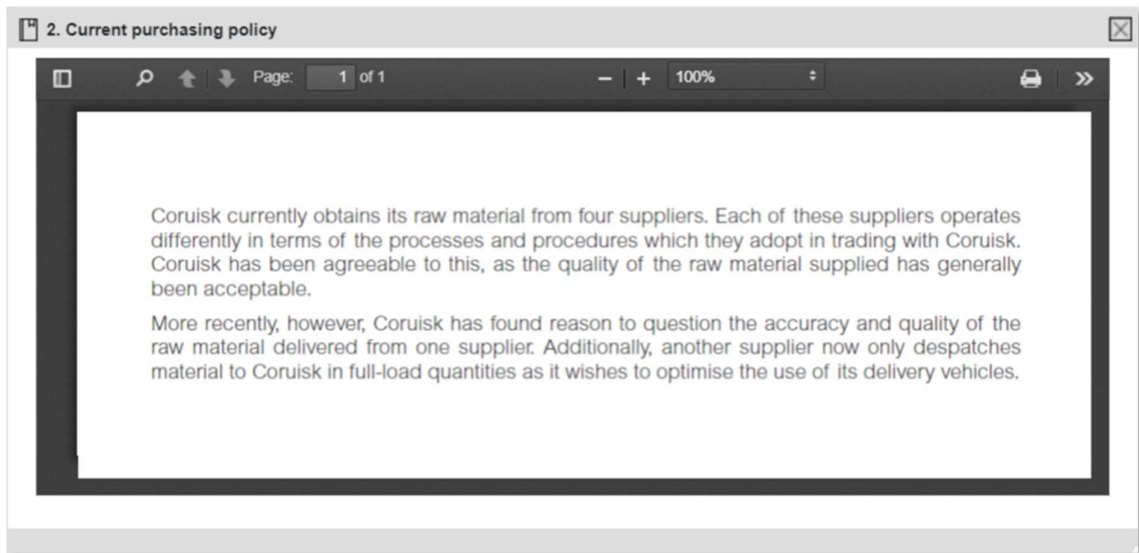 2. Current purchasing policy
Page: 1 of 1 100%
Coruisk currently obtains its raw material from four suppliers. Each of these suppliers operates
differently in terms of the processes and procedures which they adopt in trading with Coruisk.
Coruisk has been agreeable to this, as the quality of the raw material supplied has generally
been acceptable.
More recently, however, Coruisk has found reason to question the accuracy and quality of the
raw material delivered from one supplier. Additionally, another supplier now only despatches
material to Coruisk in full-load quantities as it wishes to optimise the use of its delivery vehicles.